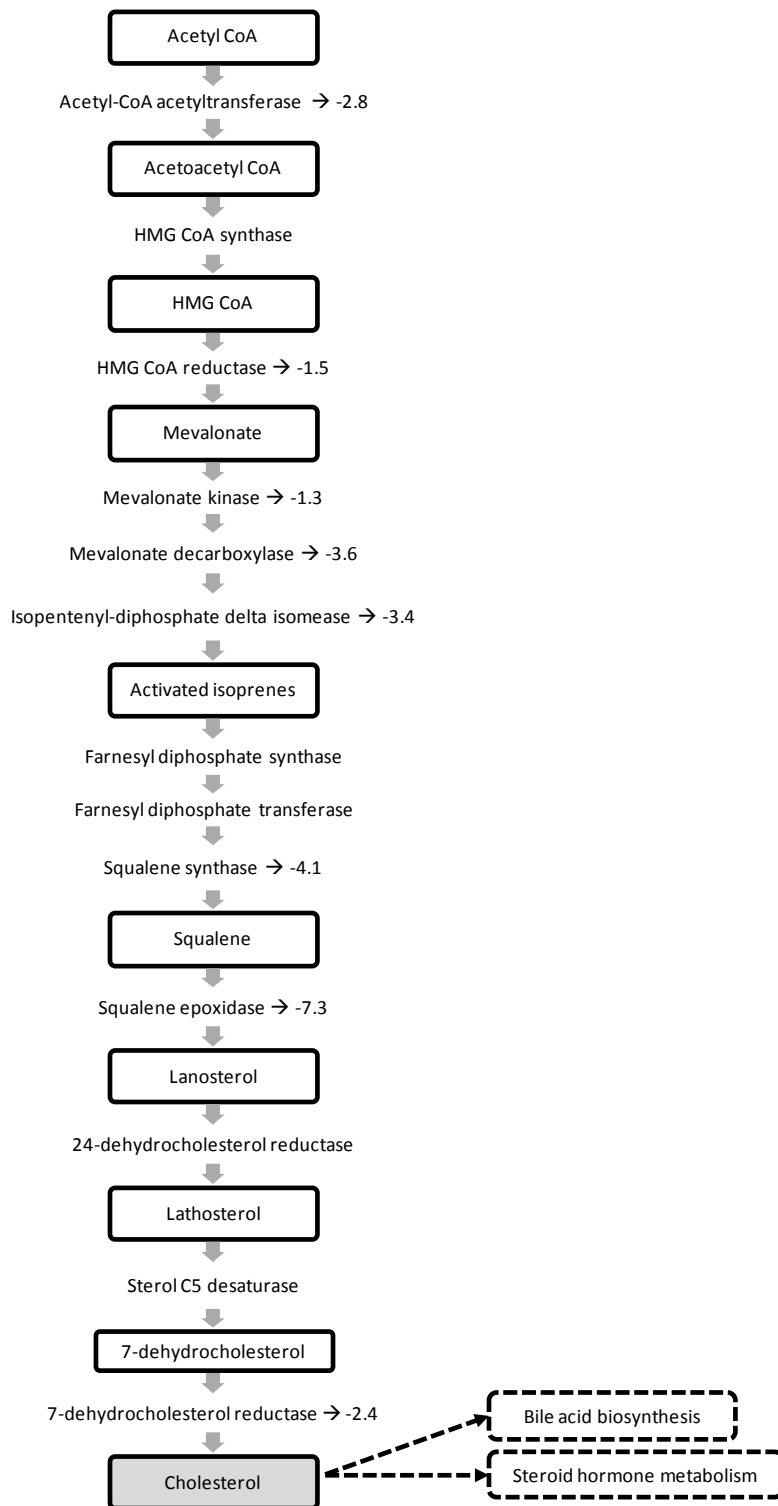 Acetyl CoA
Acetyl-CoA acetyltransferase → -2.8
Acetoacetyl CoA
HMG CoA synthase
HMG CoA
HMG CoA reductase → -1.5
Mevalonate
Mevalonate kinase → -1.3
Mevalonate decarboxylase → -3.6
Isopentenyl-diphosphate delta isomease → -3.4
Activated isoprenes
Farnesyl diphosphate synthase
Farnesyl diphosphate transferase
Squalene synthase → -4.1
Squalene
Squalene epoxidase → -7.3
Lanosterol
24-dehydrocholesterol reductase
Lathosterol
Sterol C5 desaturase
7-dehydrocholesterol
7-dehydrocholesterol reductase → -2.4
Cholesterol
Bile acid biosynthesis
Steroid hormone metabolism